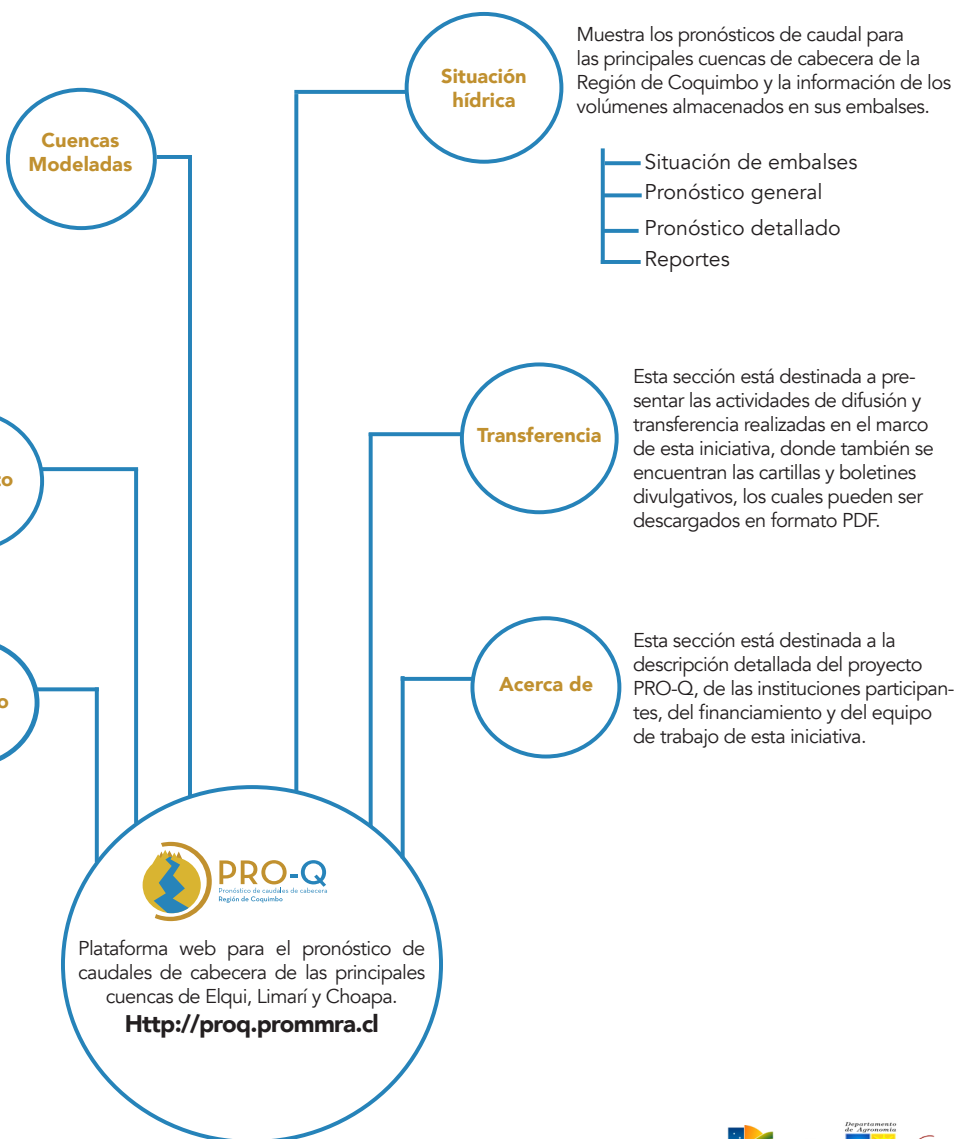 Situación
hídrica
Muestra los pronósticos de caudal para
las principales cuencas de cabecera de la
Región de Coquimbo y la información de los
volúmenes almacenados en sus embalses.
Situación de embalses
Pronóstico general
Pronóstico detallado
Reportes
Cuencas
Modeladas
Transferencia
Esta sección está destinada a pre-
sentar las actividades de difusión y
transferencia realizadas en el marco
de esta iniciativa, donde también se
encuentran las cartillas y boletines
divulgativos, los cuales pueden ser
descargados en formato PDF.
Acerca de
Esta sección está destinada a la
descripción detallada del proyecto
PRO-Q, de las instituciones participan-
tes, del financiamiento y del equipo
de trabajo de esta iniciativa.
PRO-Q
Pronóstico de caudales de cabecera
Región de Coquimbo
Plataforma web para el pronóstico de
caudales de cabecera de las principales
cuencas de Elqui, Limarí y Choapa.
Http://proq.prommra.cl
Departamento
de Agronomía